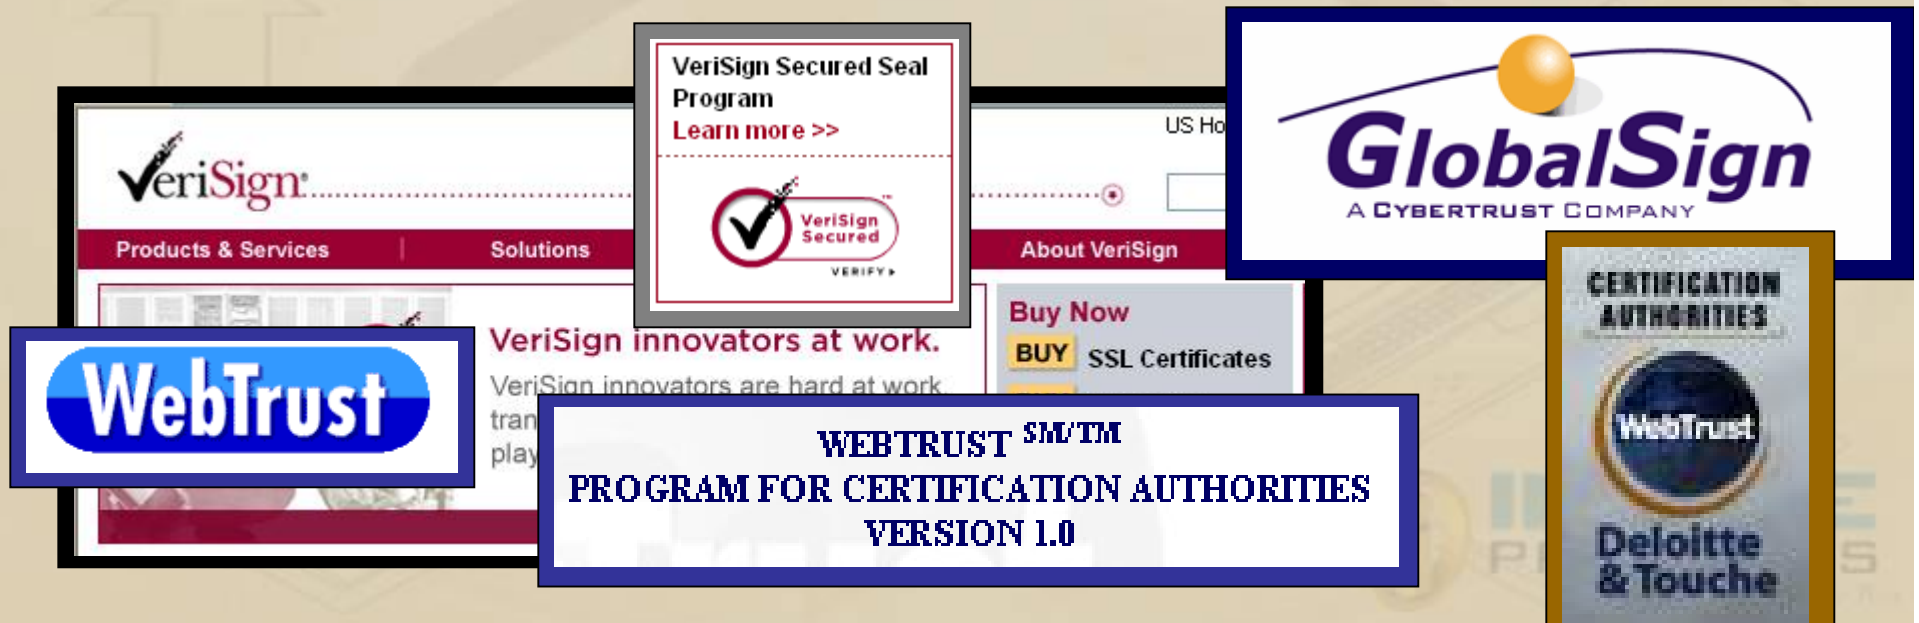 VeriSign Secured Seal
Program
Learn more >>
VeriSign
Secured
VERIFY
GlobalSign
A CYBERTRUST COMPANY
VeriSign
US Ho
Products & Services
Solutions
About VeriSign
CERTIFICATION
AUTHORITIES
WebTrust
Deloitte
& Touche
VeriSign innovators at work.
VeriSign innovators are hard at work
tran
play
Buy Now
BUY SSL Certificates
WebTrust
WEBTRUST SM/TM
PROGRAM FOR CERTIFICATION AUTHORITIES
VERSION 1.0